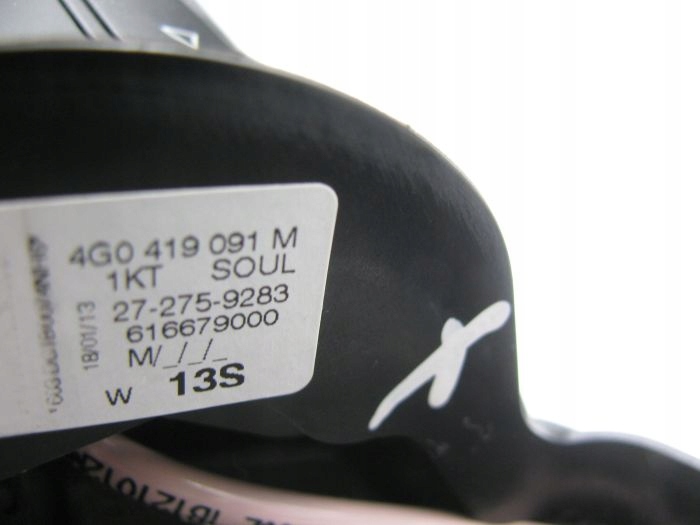 4G0 419 091 M
1KT SOUL
27-275-9283
616679000
M/_/_/_
W 13S
18/01/13